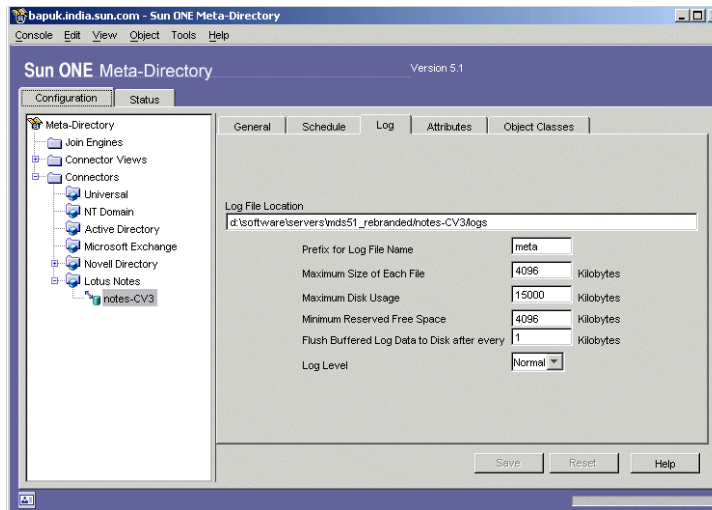 bapuk.india.sun.com - Sun ONE Meta-Directory
Console Edit View Object Tools Help
Sun ONE Meta-Directory Version 5.1
Configuration Status
Meta-Directory
Join Engines
Connector Views
Connectors
Universal
NT Domain
Active Directory
Microsoft Exchange
Novell Directory
Lotus Notes
notes-CV3
General Schedule Log Attributes Object Classes
Log File Location
d:\software\servers\mds51_rebranded/notes-CV3/logs
Prefix for Log File Name meta
Maximum Size of Each File 4096 Kilobytes
Maximum Disk Usage 15000 Kilobytes
Minimum Reserved Free Space 4096 Kilobytes
Flush Buffered Log Data to Disk after every 1 Kilobytes
Log Level Normal
Save Reset Help